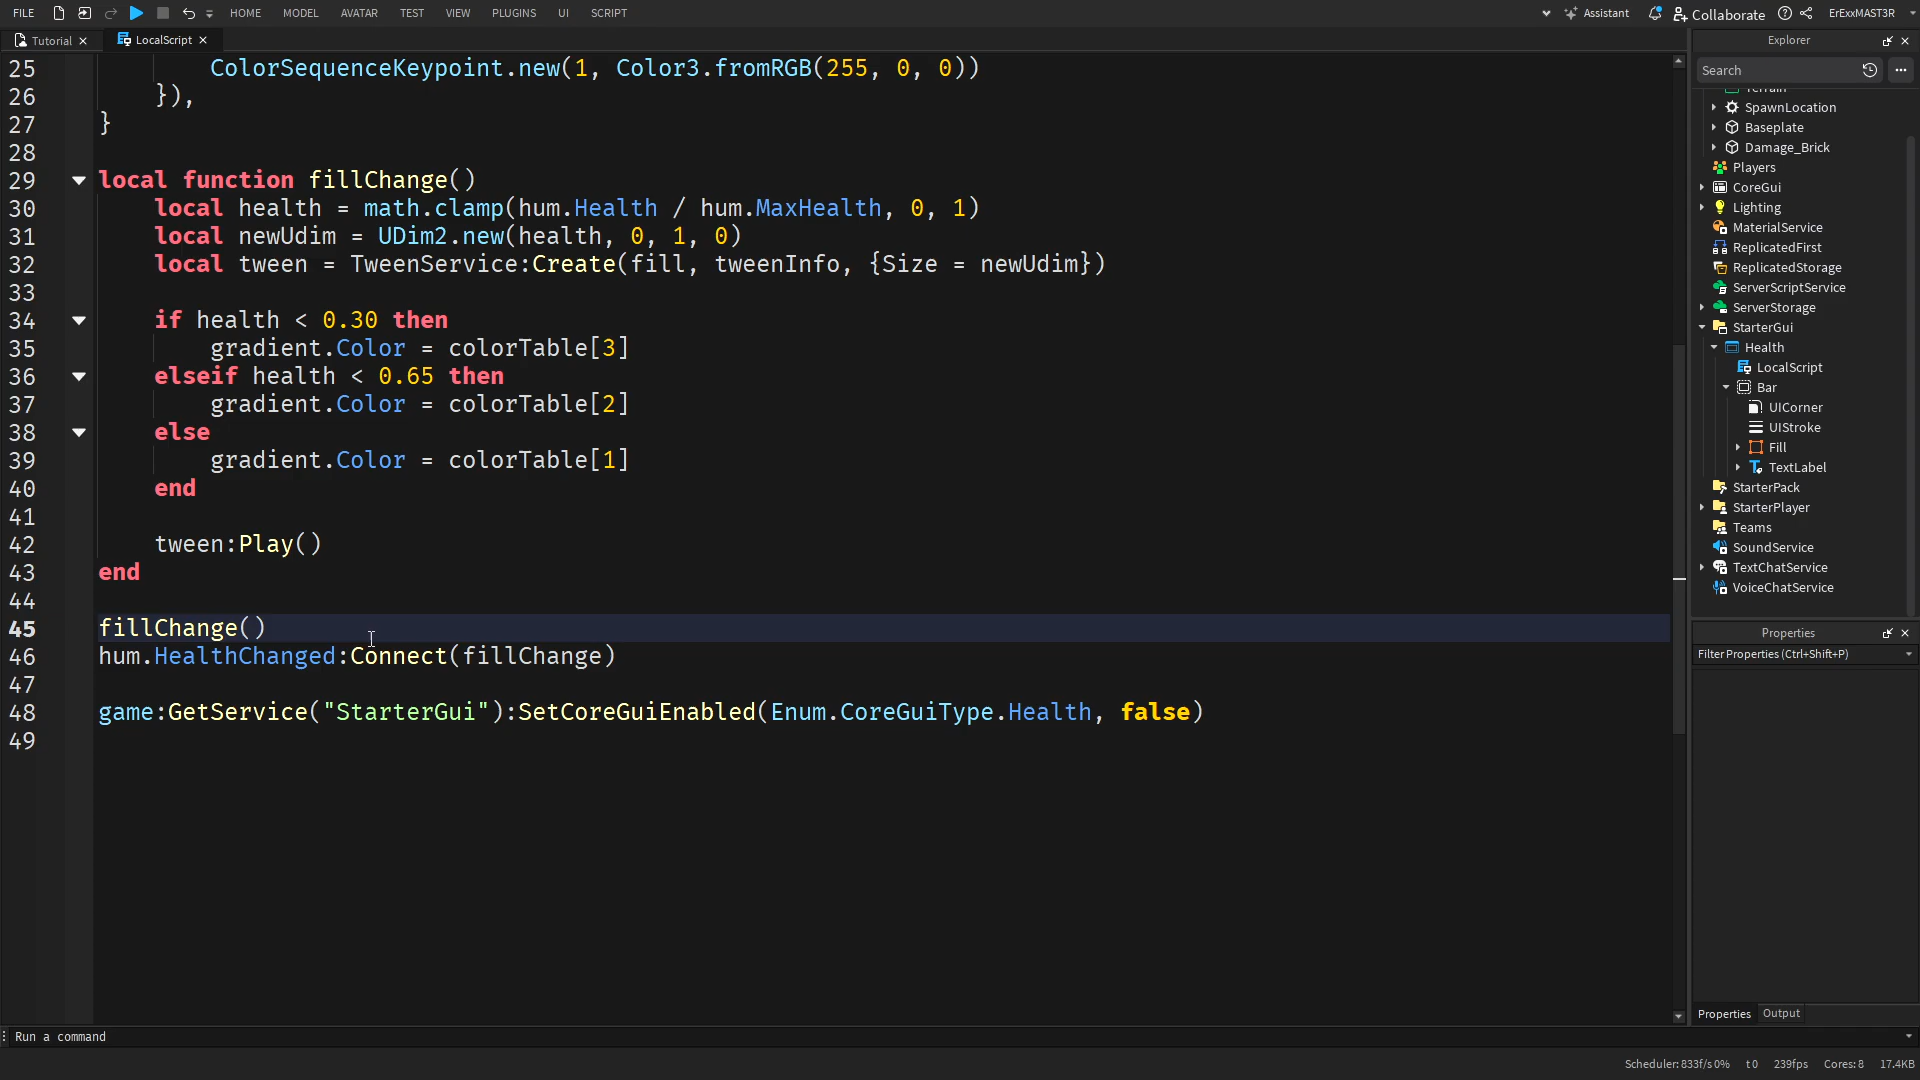 FILE HOME MODEL AVATAR TEST VIEW PLUGINS UI SCRIPT Assistant Collaborate ErExxMAST3R
Tutorial LocalScript
25 ColorSequenceKeypoint.new(1, Color3.fromRGB(255, 0, 0))
26 }),
27 }
28
29 local function fillChange()
30 local health = math.clamp(hum.Health / hum.MaxHealth, 0, 1)
31 local newUdim = UDim2.new(health, 0, 1, 0)
32 local tween = TweenService:Create(fill, tweenInfo, {Size = newUdim})
33
34 if health < 0.30 then
35 gradient.Color = colorTable[3]
36 elseif health < 0.65 then
37 gradient.Color = colorTable[2]
38 else
39 gradient.Color = colorTable[1]
40 end
41
42 tween:Play()
43 end
44
45 fillChange()
46 hum.HealthChanged:Connect(fillChange)
47
48 game:GetService("StarterGui"):SetCoreGuiEnabled(Enum.CoreGuiType.Health, false)
49
Explorer
Search
Terrain
SpawnLocation
Baseplate
Damage_Brick
Players
CoreGui
Lighting
MaterialService
ReplicatedFirst
ReplicatedStorage
ServerScriptService
ServerStorage
StarterGui
Health
LocalScript
Bar
UICorner
UIStroke
Fill
TextLabel
StarterPack
StarterPlayer
Teams
SoundService
TextChatService
VoiceChatService
Properties
Filter Properties (Ctrl+Shift+P)
Properties Output
Run a command
Scheduler: 833f/s 0% t 0 239fps Cores: 8 17.4KB